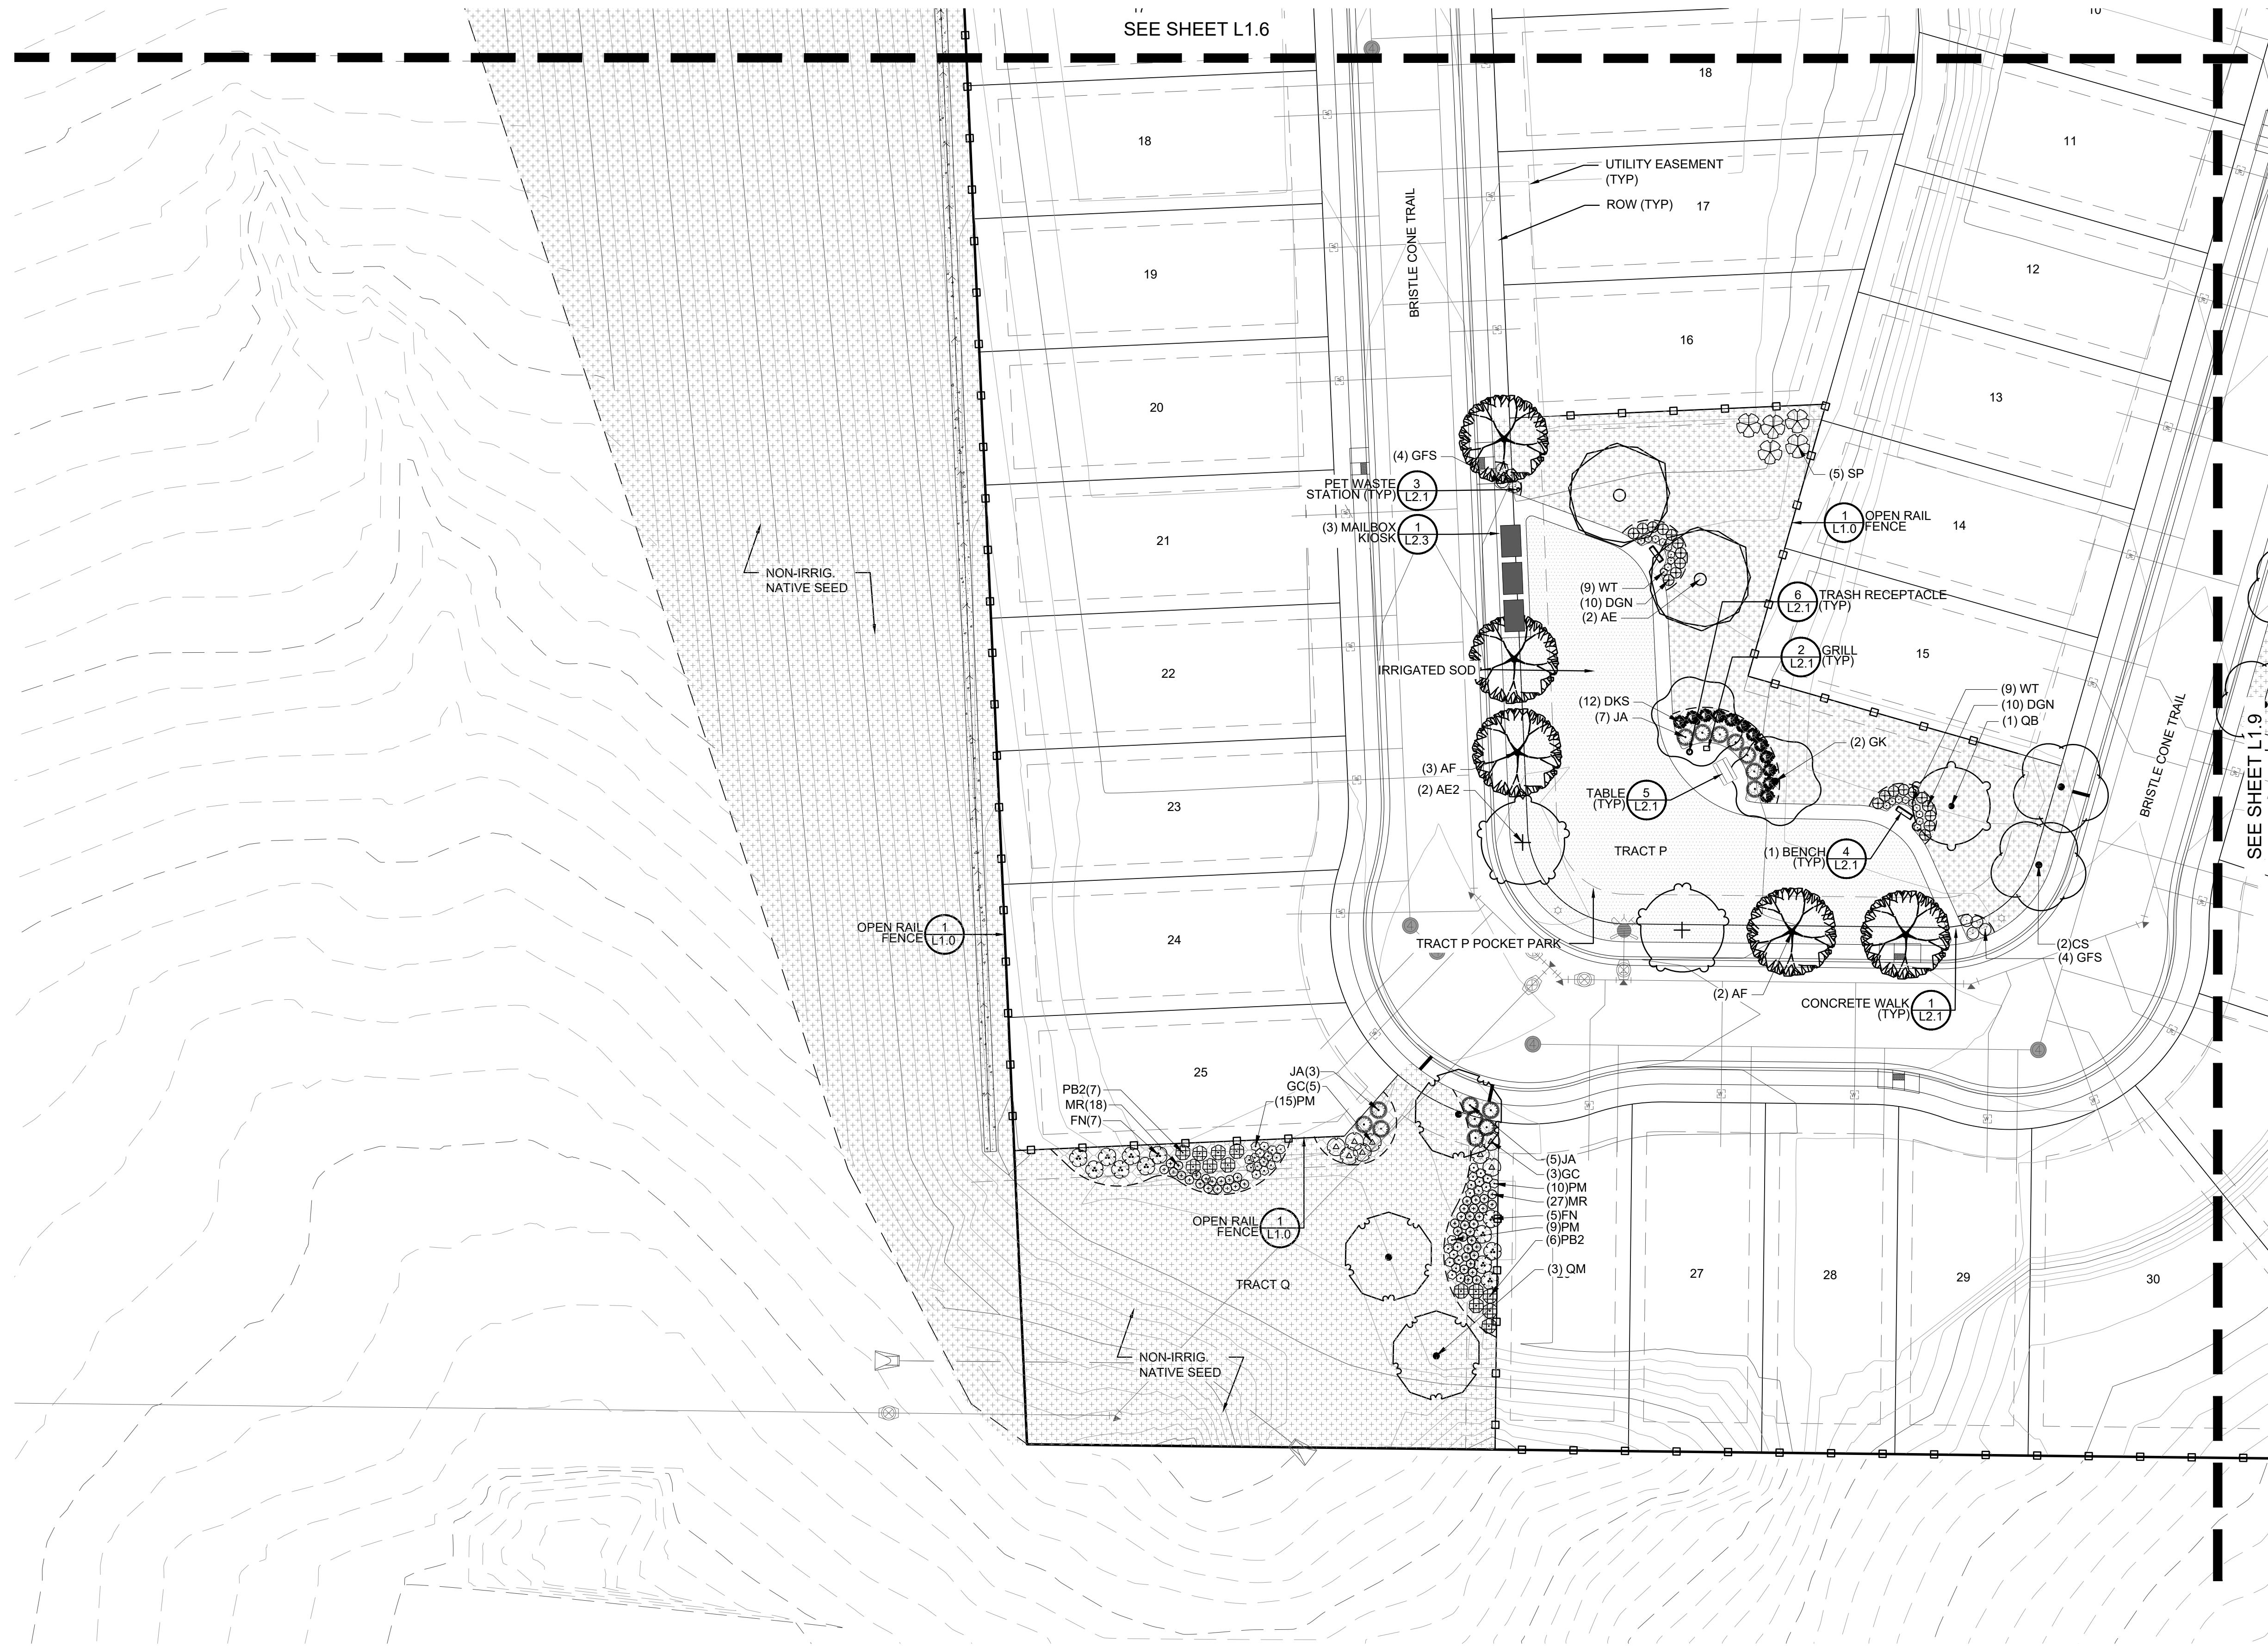 SEE SHEET L1.6
18
18
11
UTILITY EASEMENT
(TYP)
ROW (TYP)
17
BRISTLE CONE TRAIL
12
19
16
13
20
(4) GFS
PET WASTE
STATION (TYP)
3
L2.1
(5) SP
(3) MAILBOX
KIOSK
1
L2.3
1
L1.0
OPEN RAIL
FENCE
14
21
NON-IRRIG.
NATIVE SEED
(9) WT
(10) DGN
(2) AE
6
L2.1
TRASH RECEPTACLE
(TYP)
22
IRRIGATED SOD
2
L2.1
GRILL
(TYP)
15
(12) DKS
(7) JA
(9) WT
(10) DGN
(1) QB
(2) GK
BRISTLE CONE TRAIL
SEE SHEET L1.9
(3) AF
(2) AE2
TABLE
(TYP)
5
L2.1
23
TRACT P
(1) BENCH
(TYP)
4
L2.1
OPEN RAIL
FENCE
1
L1.0
24
TRACT P POCKET PARK
(2)CS
(4) GFS
(2) AF
CONCRETE WALK
(TYP)
1
L2.1
25
JA(3)
GC(5)
(15)PM
PB2(7)
MR(18)
FN(7)
(5)JA
(3)GC
(10)PM
(27)MR
(5)FN
(9)PM
(6)PB2
(3) QM
OPEN RAIL
FENCE
1
L1.0
TRACT Q
27
28
29
30
NON-IRRIG.
NATIVE SEED